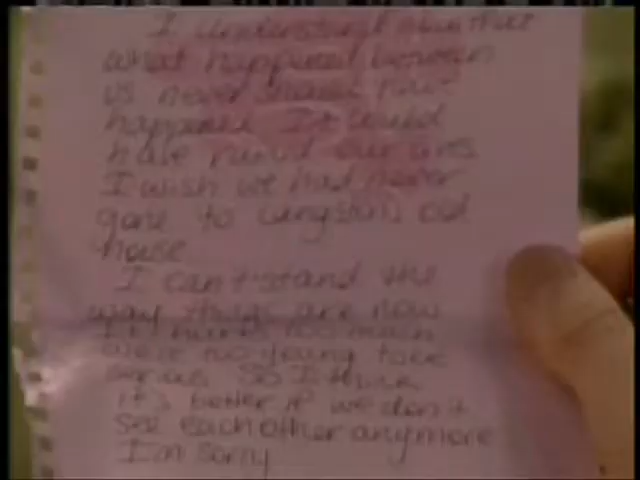 I understand now that
what happened between
us never should have
happened It could
have ruined our lives
I wish we had never
gone to old
house
I can't stand the
way things are now
It hurts too much
we're too young to be
serious So I think
it's better if we don't
see each other anymore
I'm sorry